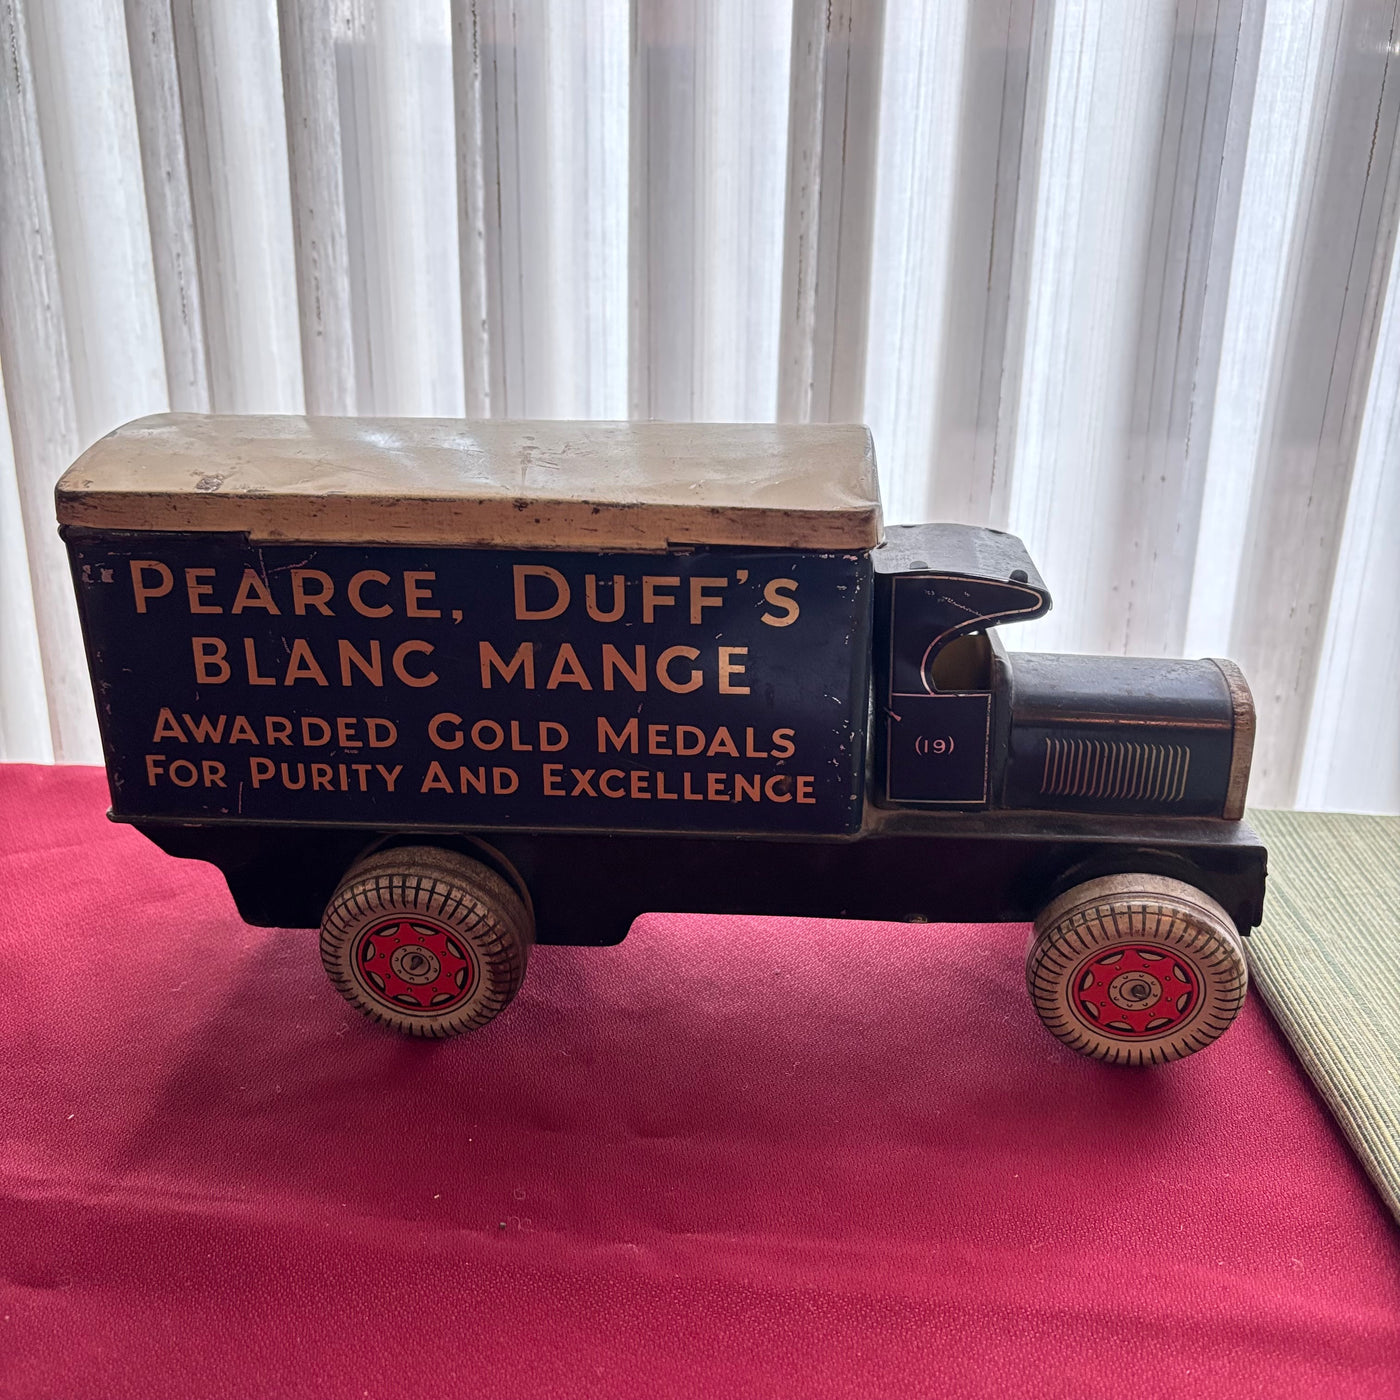 PEARCE, DUFF'S
BLANC MANGE
AWARDED GOLD MEDALS
FOR PURITY AND EXCELLENCE
(19)